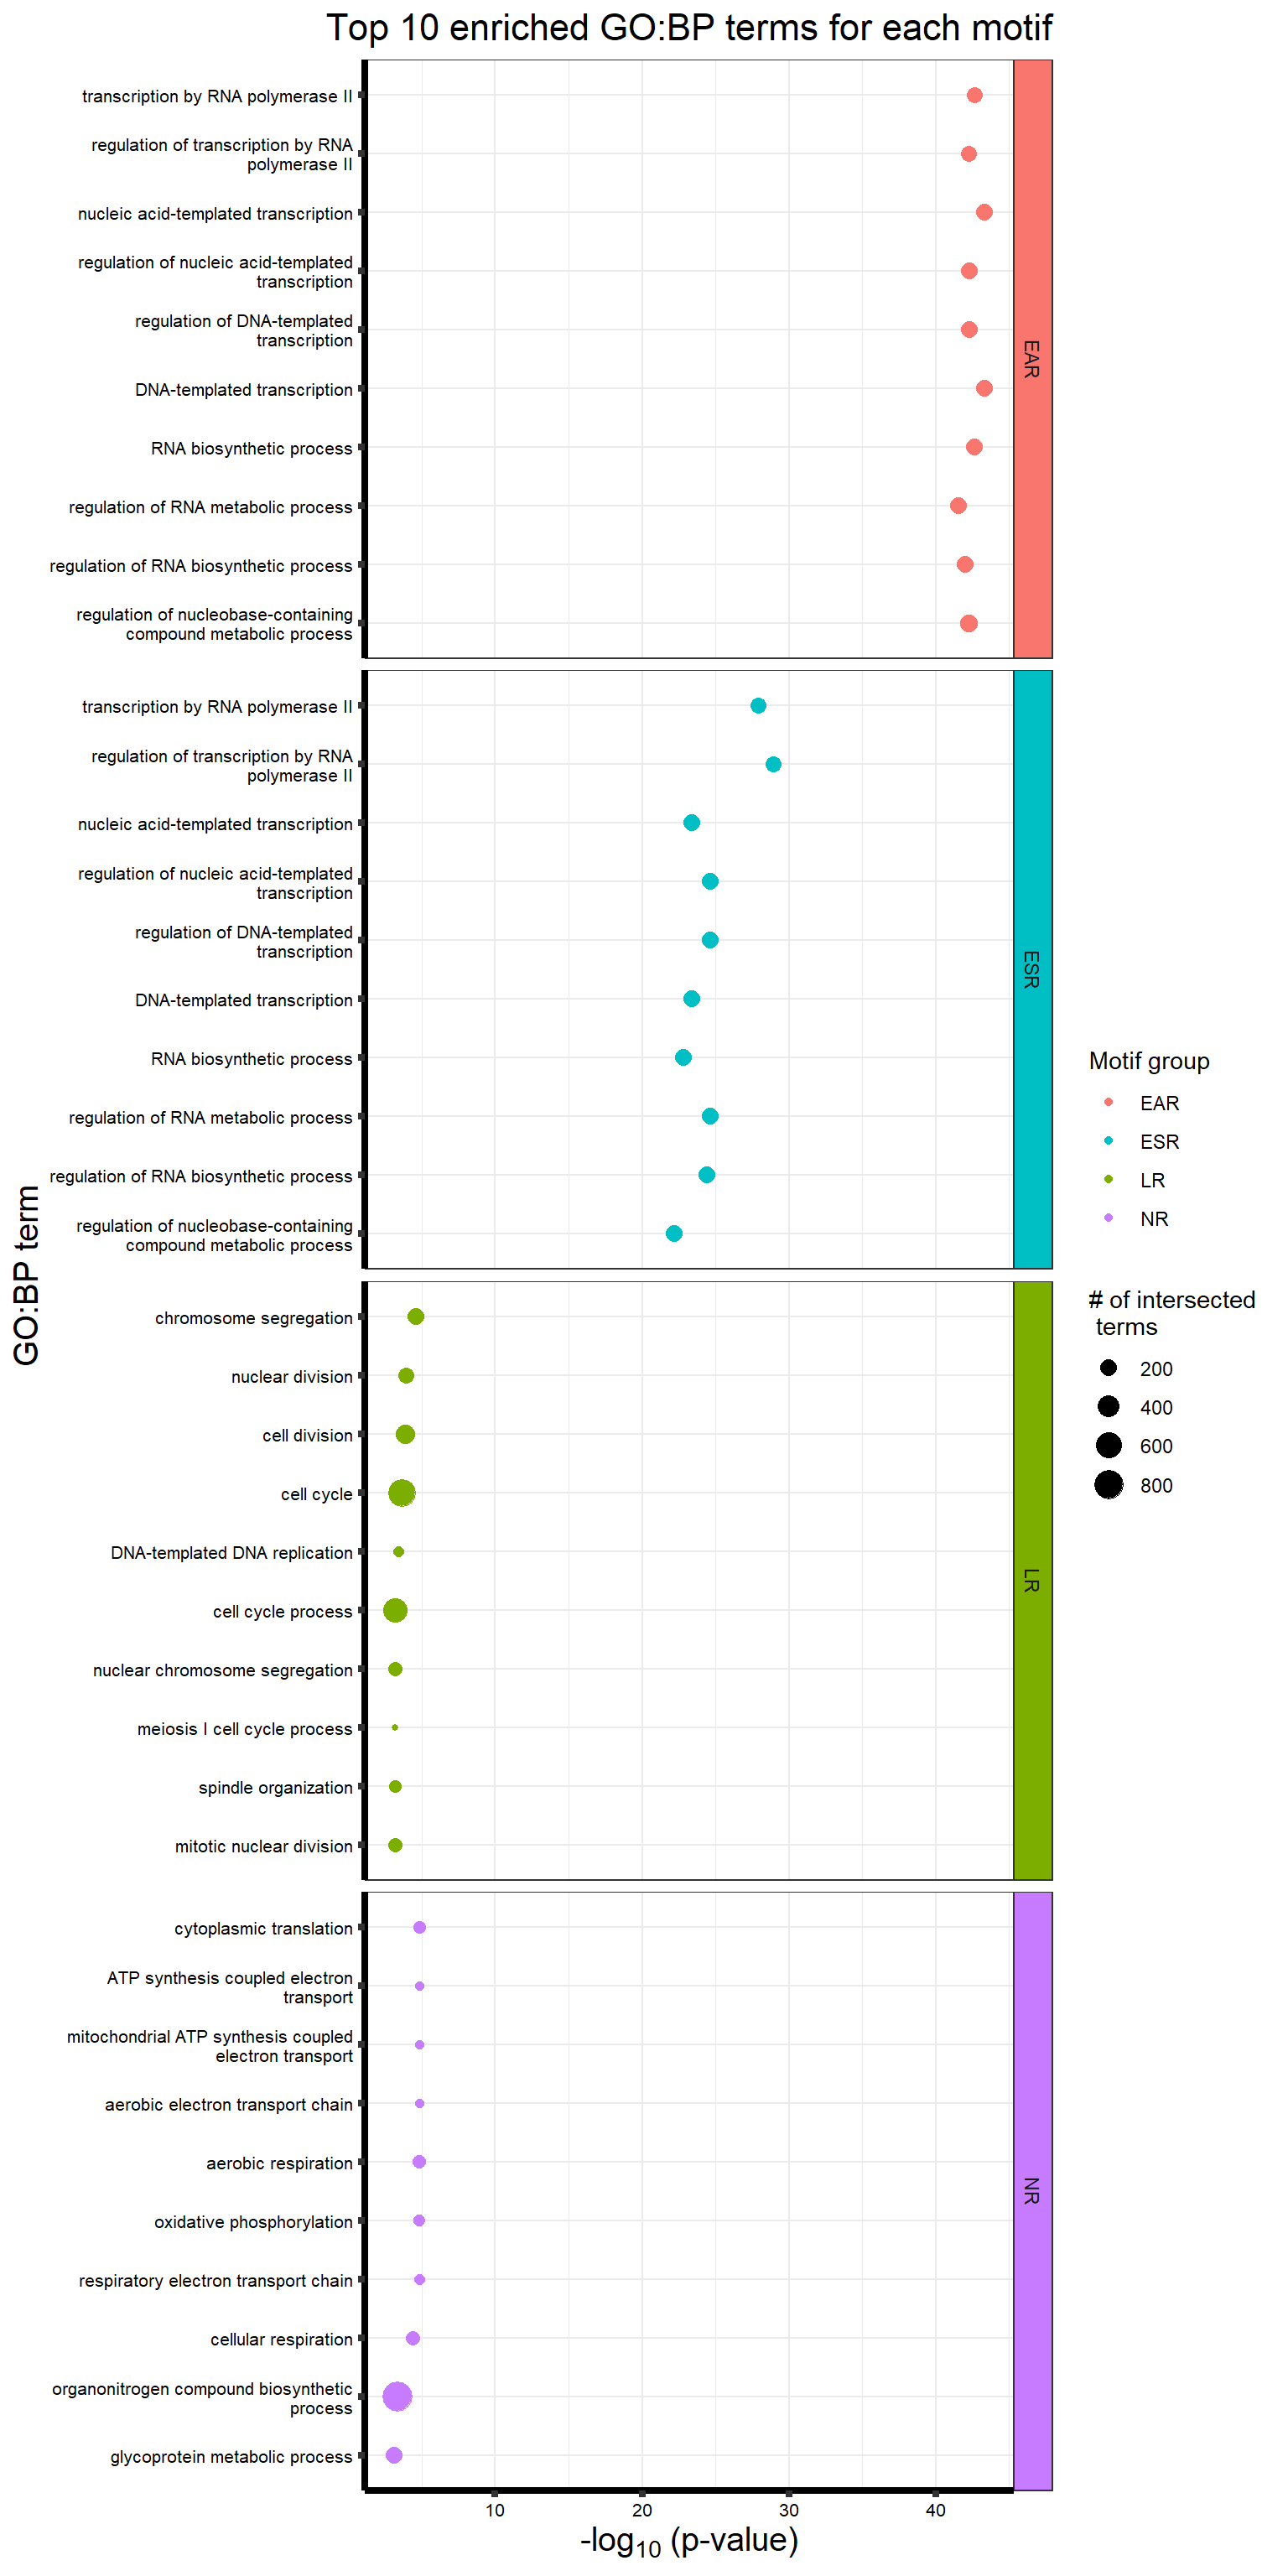 Top 10 enriched GO:BP terms for each motif
transcription by RNA polymerase II
regulation of transcription by RNA
polymerase II
nucleic acid-templated transcription
regulation of nucleic acid-templated
transcription
regulation of DNA-templated
transcription
DNA-templated transcription
RNA biosynthetic process
regulation of RNA metabolic process
regulation of RNA biosynthetic process
regulation of nucleobase-containing
compound metabolic process
EAR
transcription by RNA polymerase II
regulation of transcription by RNA
polymerase II
nucleic acid-templated transcription
regulation of nucleic acid-templated
transcription
regulation of DNA-templated
transcription
DNA-templated transcription
RNA biosynthetic process
regulation of RNA metabolic process
regulation of RNA biosynthetic process
regulation of nucleobase-containing
compound metabolic process
ESR
chromosome segregation
nuclear division
cell division
cell cycle
DNA-templated DNA replication
cell cycle process
nuclear chromosome segregation
meiosis I cell cycle process
spindle organization
mitotic nuclear division
LR
cytoplasmic translation
ATP synthesis coupled electron
transport
mitochondrial ATP synthesis coupled
electron transport
aerobic electron transport chain
aerobic respiration
oxidative phosphorylation
respiratory electron transport chain
cellular respiration
organonitrogen compound biosynthetic
process
glycoprotein metabolic process
NR
10 20 30 40
-log10 (p-value)
GO:BP term
Motif group
EAR
ESR
LR
NR
# of intersected
terms
200
400
600
800